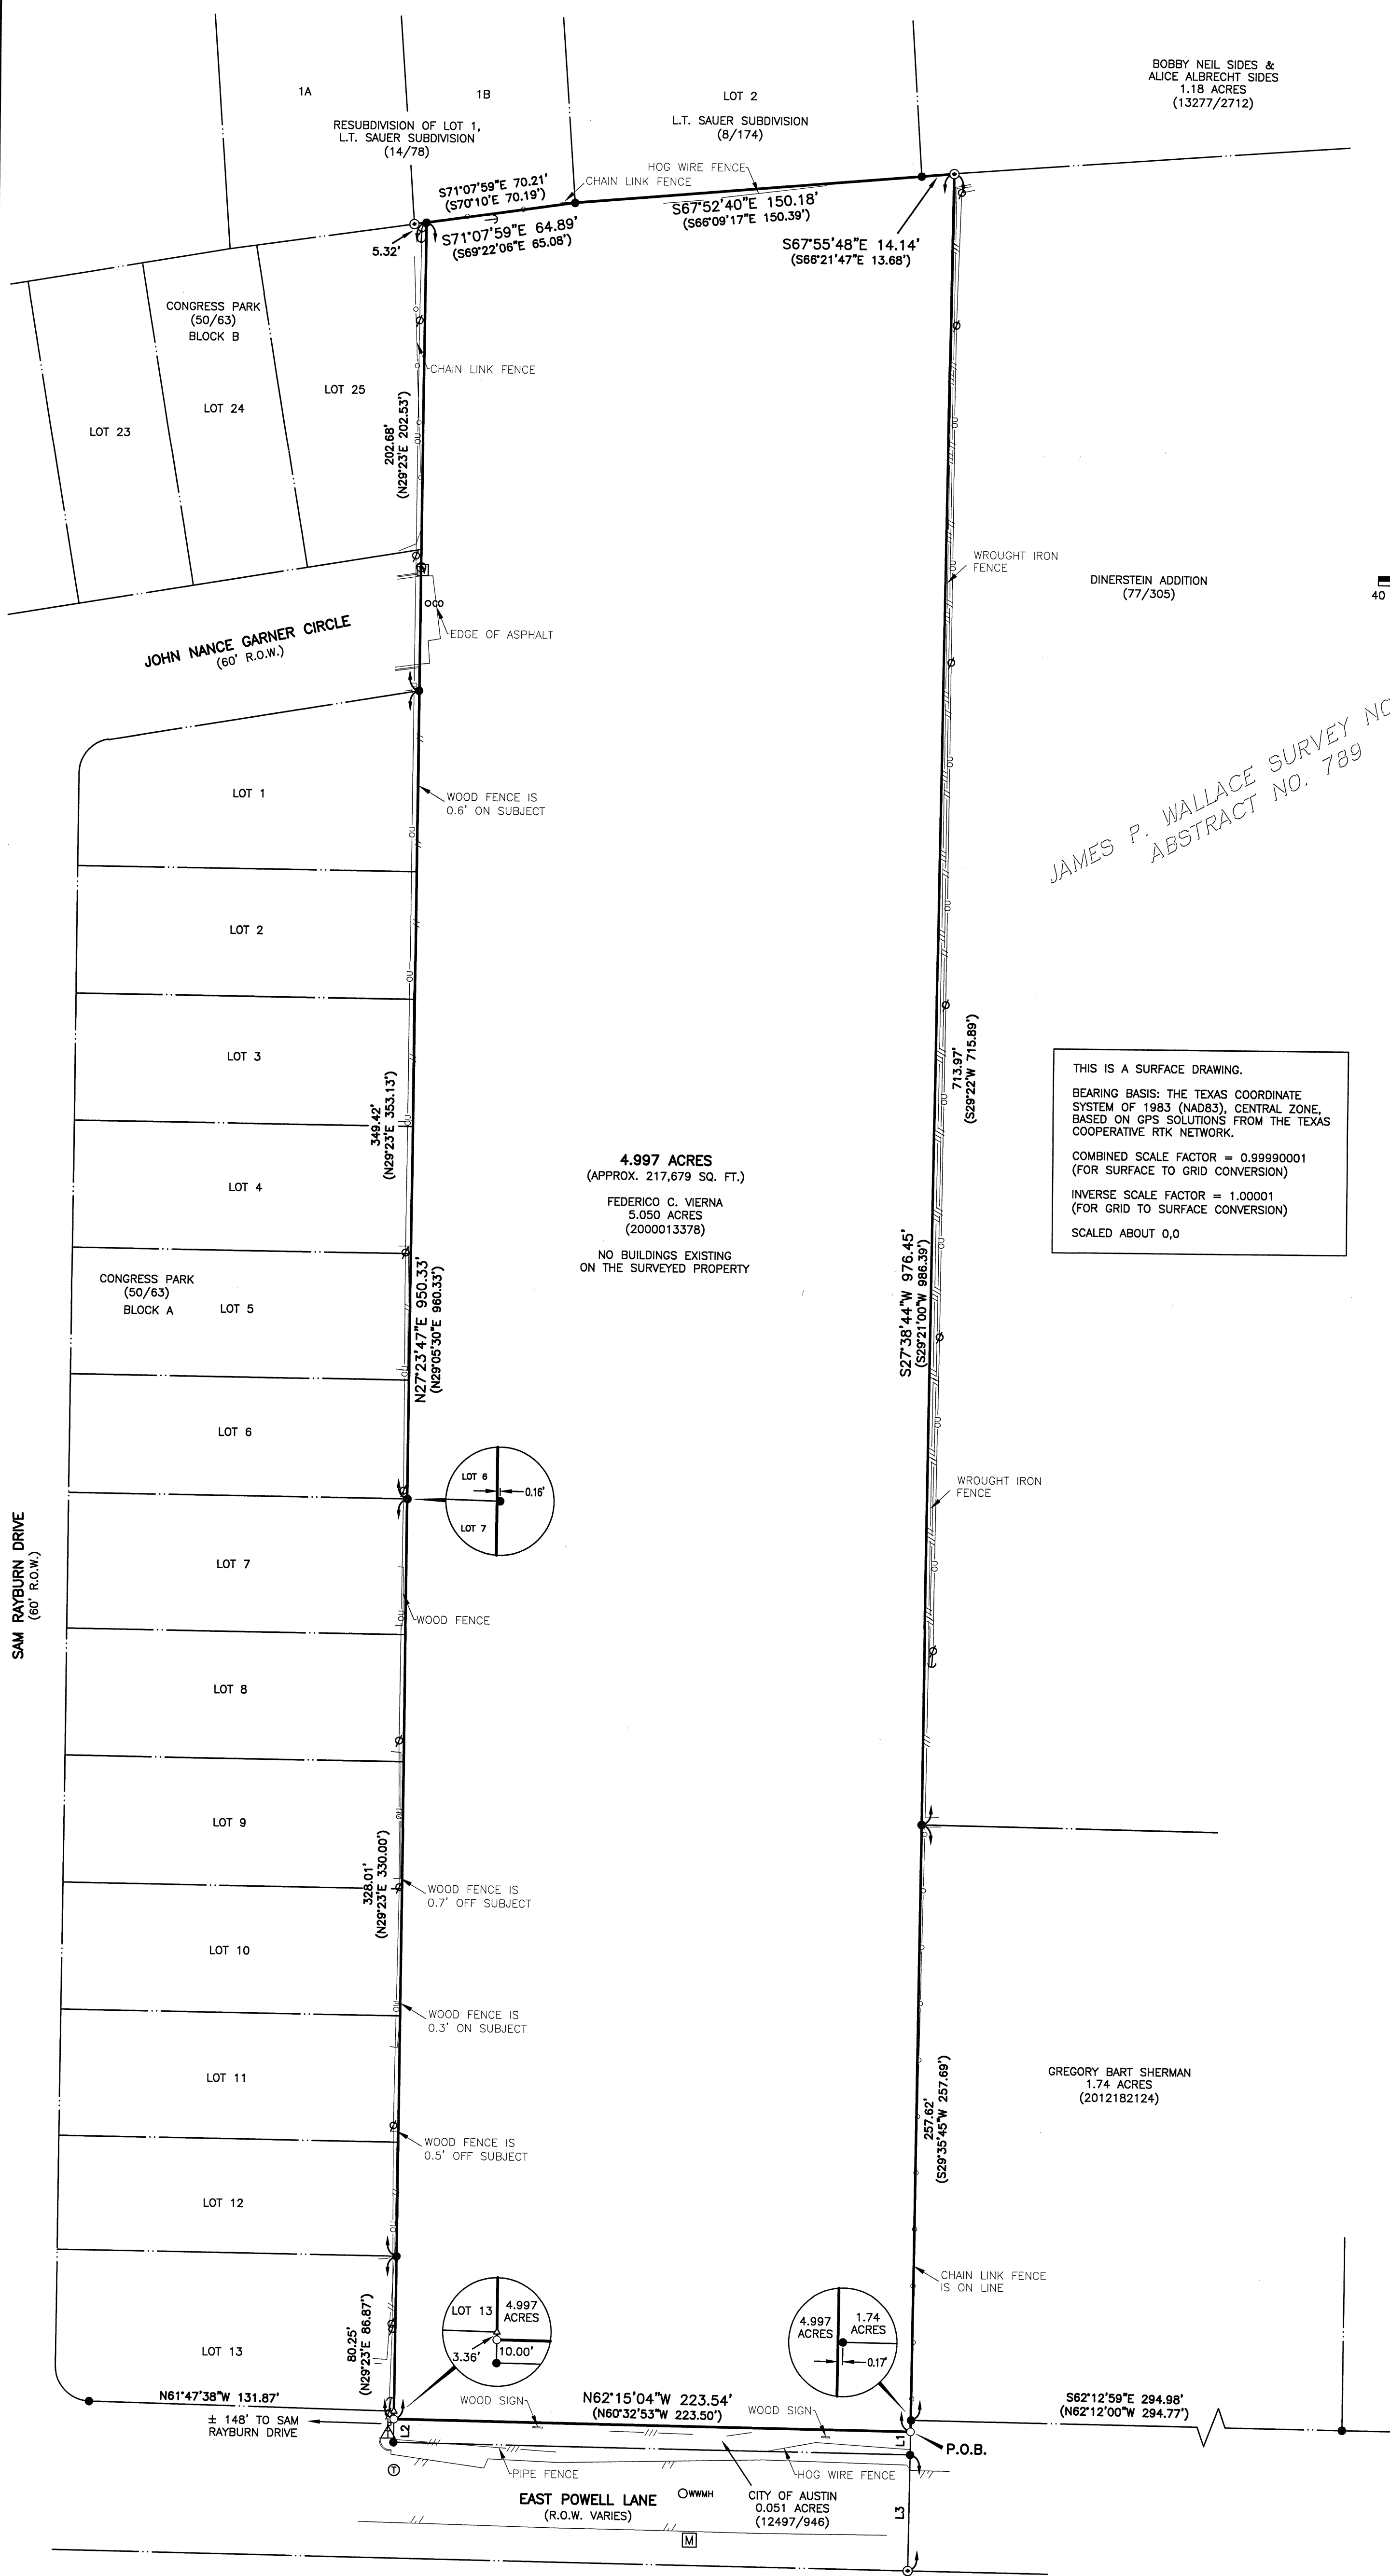 BOBBY NEIL SIDES &
ALICE ALBRECHT SIDES
1.18 ACRES
(13277/2712)
1A
1B
LOT 2
L.T. SAUER SUBDIVISION
(8/174)
RESUBDIVISION OF LOT 1,
L.T. SAUER SUBDIVISION
(14/78)
HOG WIRE FENCE
CHAIN LINK FENCE
S71°07'59"E 70.21'
(S70°10'E 70.19')
S71°07'59"E 64.89'
(S69°22'06"E 65.08')
5.32'
S67°52'40"E 150.18'
(S66°09'17"E 150.39')
S67°55'48"E 14.14'
(S66°21'47"E 13.68')
CONGRESS PARK
(50/63)
BLOCK B
LOT 25
LOT 24
LOT 23
CHAIN LINK FENCE
202.68'
(N29°23'E 202.53')
WROUGHT IRON
FENCE
DINERSTEIN ADDITION
(77/305)
40
JOHN NANCE GARNER CIRCLE
(60' R.O.W.)
EDGE OF ASPHALT
JAMES P. WALLACE SURVEY NO
ABSTRACT NO. 789
LOT 1
WOOD FENCE IS
0.6' ON SUBJECT
LOT 2
LOT 3
349.42'
(N29°23'E 353.13')
713.97'
(S29°22'W 715.89')
THIS IS A SURFACE DRAWING.
BEARING BASIS: THE TEXAS COORDINATE
SYSTEM OF 1983 (NAD83), CENTRAL ZONE,
BASED ON GPS SOLUTIONS FROM THE TEXAS
COOPERATIVE RTK NETWORK.
COMBINED SCALE FACTOR = 0.99990001
(FOR SURFACE TO GRID CONVERSION)
INVERSE SCALE FACTOR = 1.00001
(FOR GRID TO SURFACE CONVERSION)
SCALED ABOUT 0,0
4.997 ACRES
(APPROX. 217,679 SQ. FT.)
FEDERICO C. VIERNA
5.050 ACRES
(2000013378)
NO BUILDINGS EXISTING
ON THE SURVEYED PROPERTY
LOT 4
CONGRESS PARK
(50/63)
BLOCK A
LOT 5
N27°23'47"E 950.33'
(N29°05'30"E 960.33')
S27°38'44"W 976.45'
(S29°21'00"W 986.39')
LOT 6
LOT 6
0.16'
LOT 7
WROUGHT IRON
FENCE
SAM RAYBURN DRIVE
(60' R.O.W.)
LOT 7
WOOD FENCE
LOT 8
LOT 9
328.01'
(N29°23'E 330.00')
WOOD FENCE IS
0.7' OFF SUBJECT
LOT 10
WOOD FENCE IS
0.3' ON SUBJECT
LOT 11
GREGORY BART SHERMAN
1.74 ACRES
(2012182124)
257.62'
(S29°35'45"W 257.69')
WOOD FENCE IS
0.5' OFF SUBJECT
LOT 12
CHAIN LINK FENCE
IS ON LINE
LOT 13
4.997
ACRES
3.36'
10.00'
4.997
ACRES
1.74
ACRES
0.17'
LOT 13
80.25'
(N29°23'E 86.87')
N61°47'38"W 131.87'
± 148' TO SAM
RAYBURN DRIVE
L2
WOOD SIGN
N62°15'04"W 223.54'
(N60°32'53"W 223.50')
WOOD SIGN
L1
P.O.B.
S62°12'59"E 294.98'
(N62°12'00"W 294.77')
T
PIPE FENCE
HOG WIRE FENCE
EAST POWELL LANE
(R.O.W. VARIES)
WWMH
CITY OF AUSTIN
0.051 ACRES
(12497/946)
L3
M